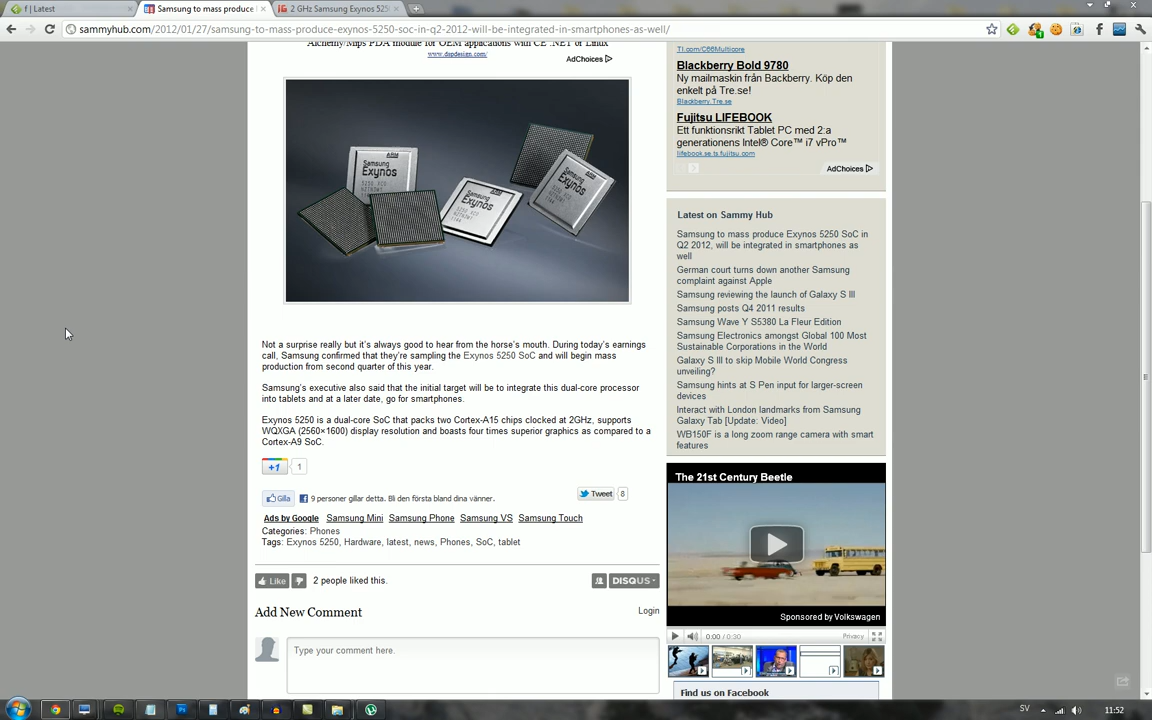 f | Latest
Samsung to mass produce
2 GHz Samsung Exynos 525
sammyhub.com/2012/01/27/samsung-to-mass-produce-exynos-5250-soc-in-q2-2012-will-be-integrated-in-smartphones-as-well/
Alchemy/Mips PDA module for OEM applications with CE .NET or Linux
www.dspdesign.com/
AdChoices
SAMSUNG
Exynos
Not a surprise really but it's always good to hear from the horse's mouth. During today's earnings
call, Samsung confirmed that they're sampling the Exynos 5250 SoC and will begin mass
production from second quarter of this year.
Samsung's executive also said that the initial target will be to integrate this dual-core processor
into tablets and at a later date, go for smartphones.
Exynos 5250 is a dual-core SoC that packs two Cortex-A15 chips clocked at 2GHz, supports
WQXGA (2560×1600) display resolution and boasts four times superior graphics as compared to a
Cortex-A9 SoC.
+1 1
Gilla 9 personer gillar detta. Bli den första bland dina vänner.
Tweet 8
Ads by Google Samsung Mini Samsung Phone Samsung VS Samsung Touch
Categories: Phones
Tags: Exynos 5250, Hardware, latest, news, Phones, SoC, tablet
Like 2 people liked this.
DISQUS
Add New Comment
Login
Type your comment here.
TI.com/C66Multicore
Blackberry Bold 9780
Ny mailmaskin från Backberry. Köp den
enkelt på Tre.se!
Blackberry.Tre.se
Fujitsu LIFEBOOK
Ett funktionsrikt Tablet PC med 2:a
generationens Intel® Core™ i7 vPro™
lifebook.se.ts.fujitsu.com
AdChoices
Latest on Sammy Hub
Samsung to mass produce Exynos 5250 SoC in
Q2 2012, will be integrated in smartphones as
well
German court turns down another Samsung
complaint against Apple
Samsung reviewing the launch of Galaxy S III
Samsung posts Q4 2011 results
Samsung Wave Y S5380 La Fleur Edition
Samsung Electronics amongst Global 100 Most
Sustainable Corporations in the World
Galaxy S III to skip Mobile World Congress
unveiling?
Samsung hints at S Pen input for larger-screen
devices
Interact with London landmarks from Samsung
Galaxy Tab [Update: Video]
WB150F is a long zoom range camera with smart
features
The 21st Century Beetle
Sponsored by Volkswagen
0:00 / 0:30
Privacy
Find us on Facebook
SV
11:52